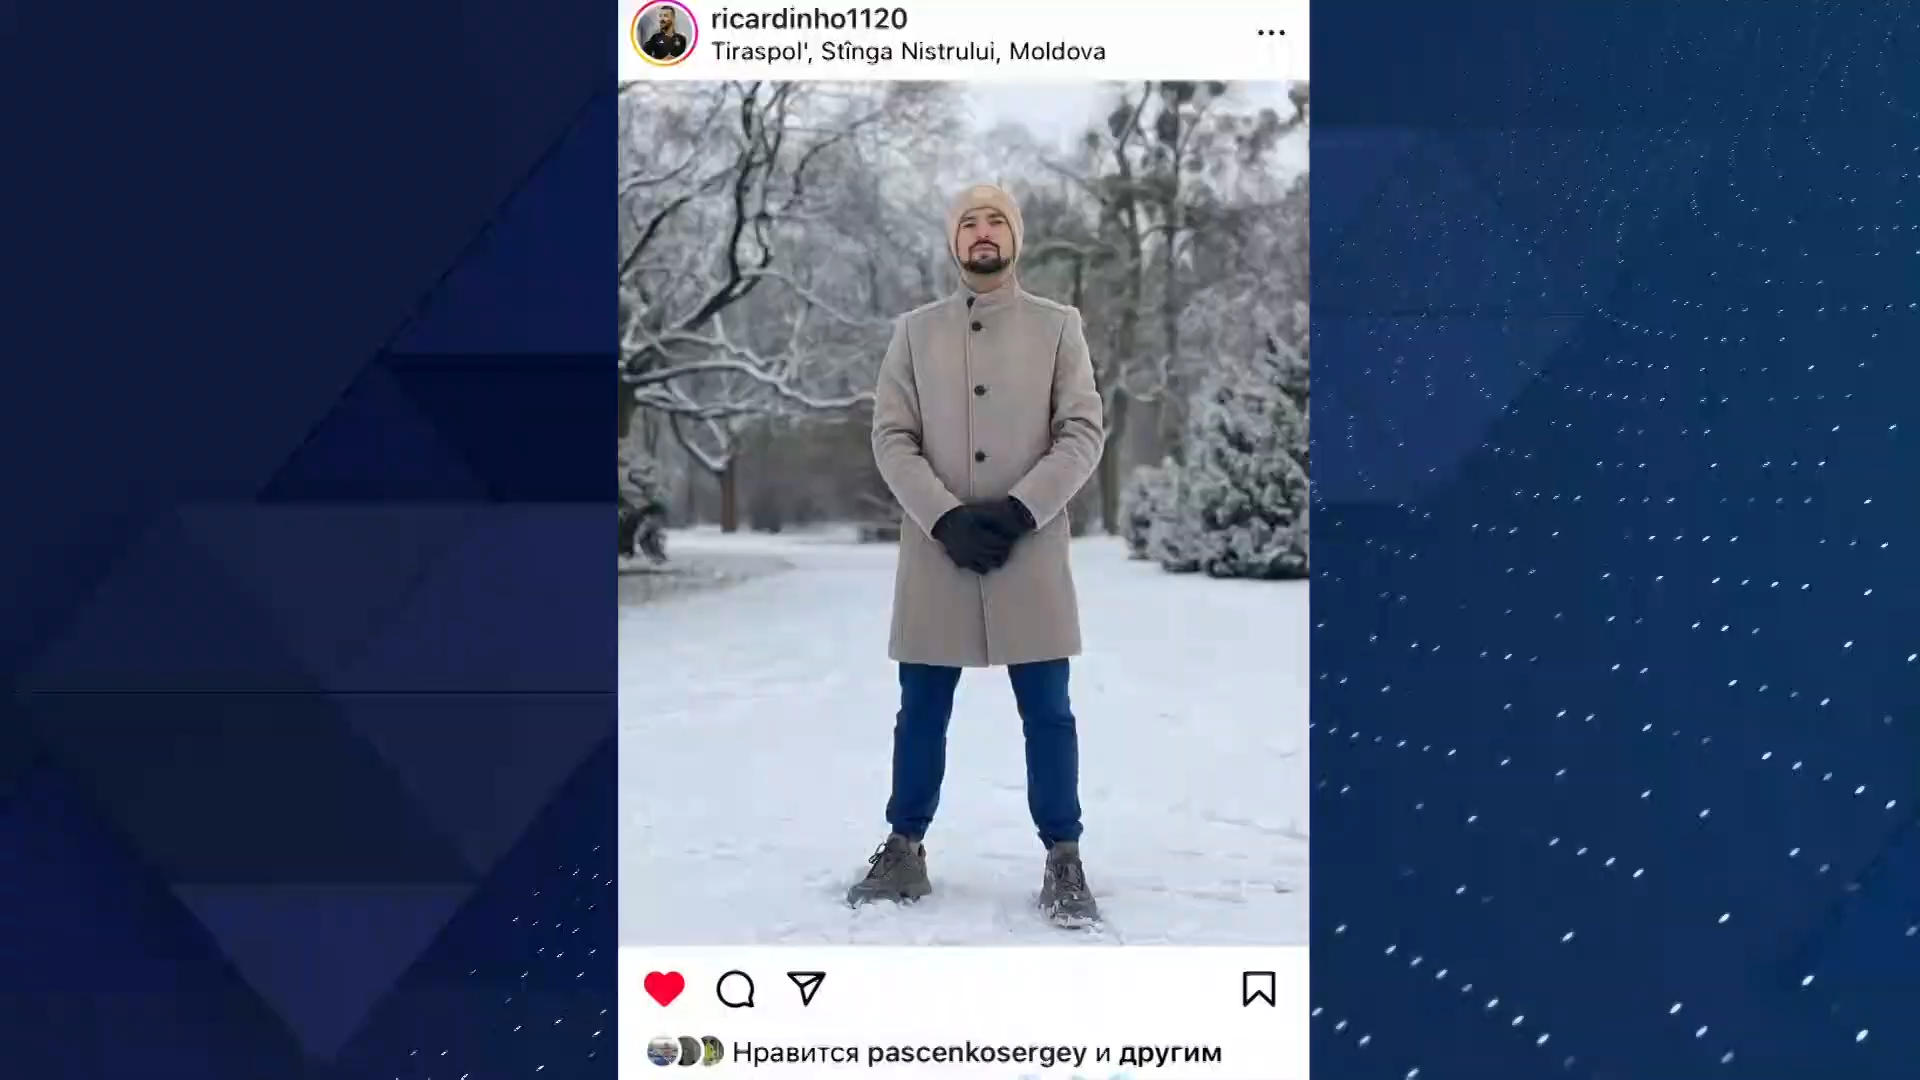 ricardinho1120
Tiraspol', Stînga Nistrului, Moldova
Нравится pascenkosergey и другим